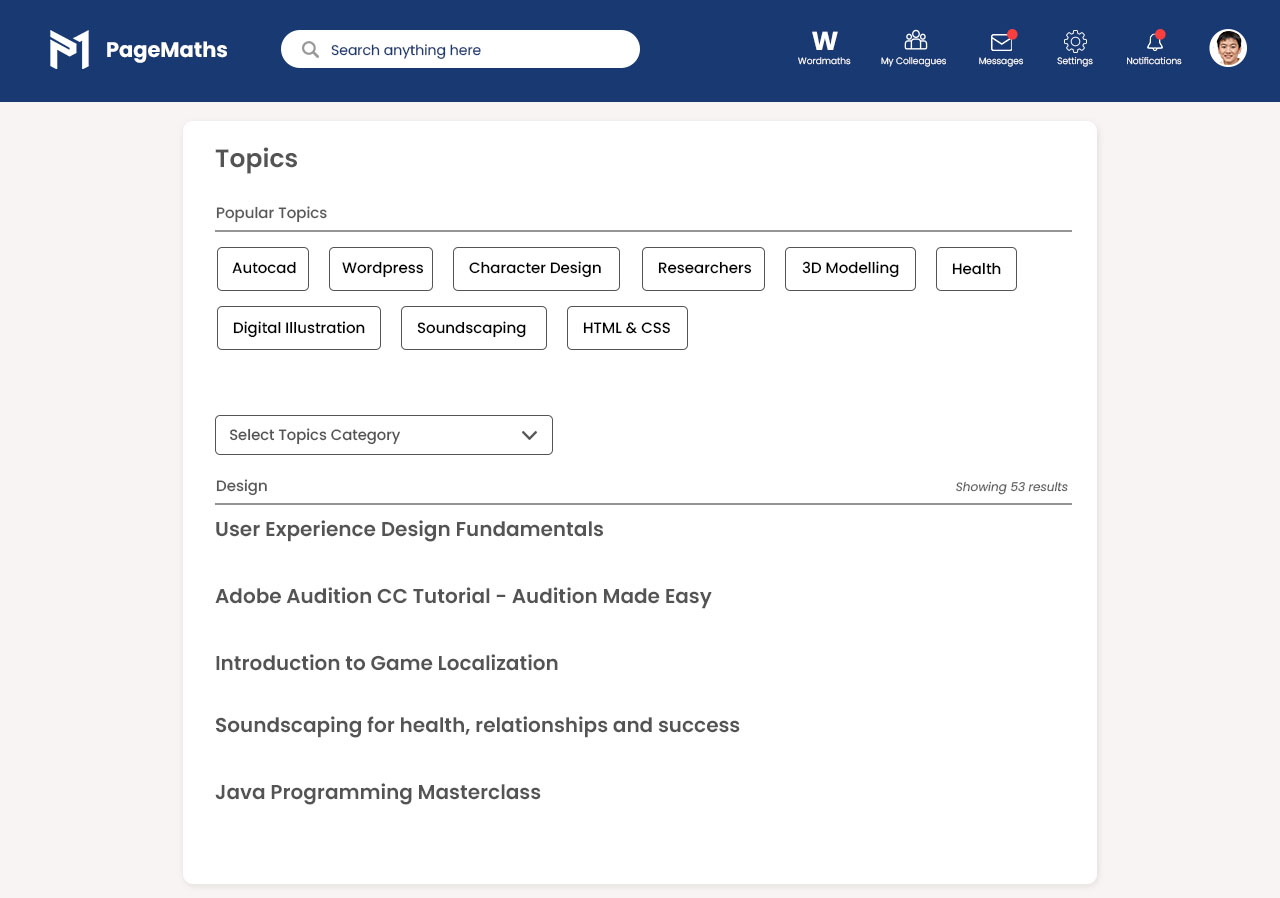 PageMaths
Search anything here
W
Wordmaths
My Colleagues
Messages
Settings
Notifications
Topics
Popular Topics
Autocad Wordpress Character Design Researchers 3D Modelling Health
Digital Illustration Soundscaping HTML & CSS
Select Topics Category
Design Showing 53 results
User Experience Design Fundamentals
Adobe Audition CC Tutorial - Audition Made Easy
Introduction to Game Localization
Soundscaping for health, relationships and success
Java Programming Masterclass